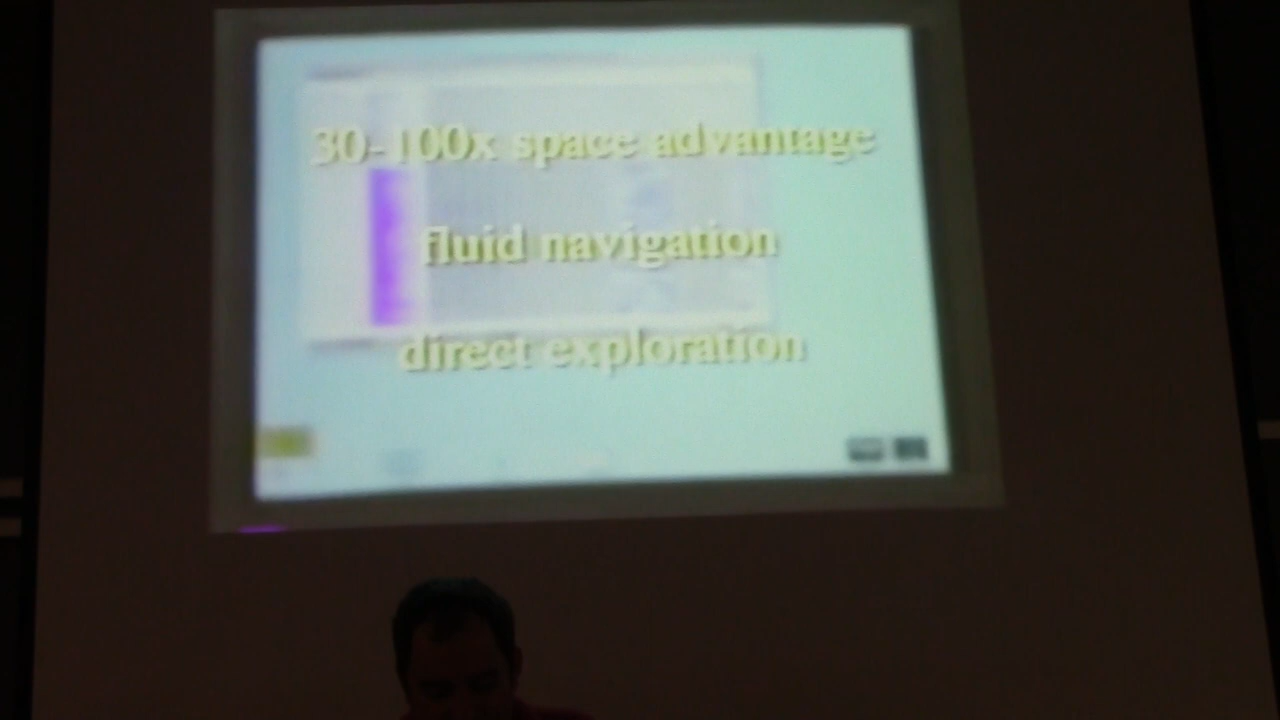 30-100x space advantage
fluid navigation
direct exploration